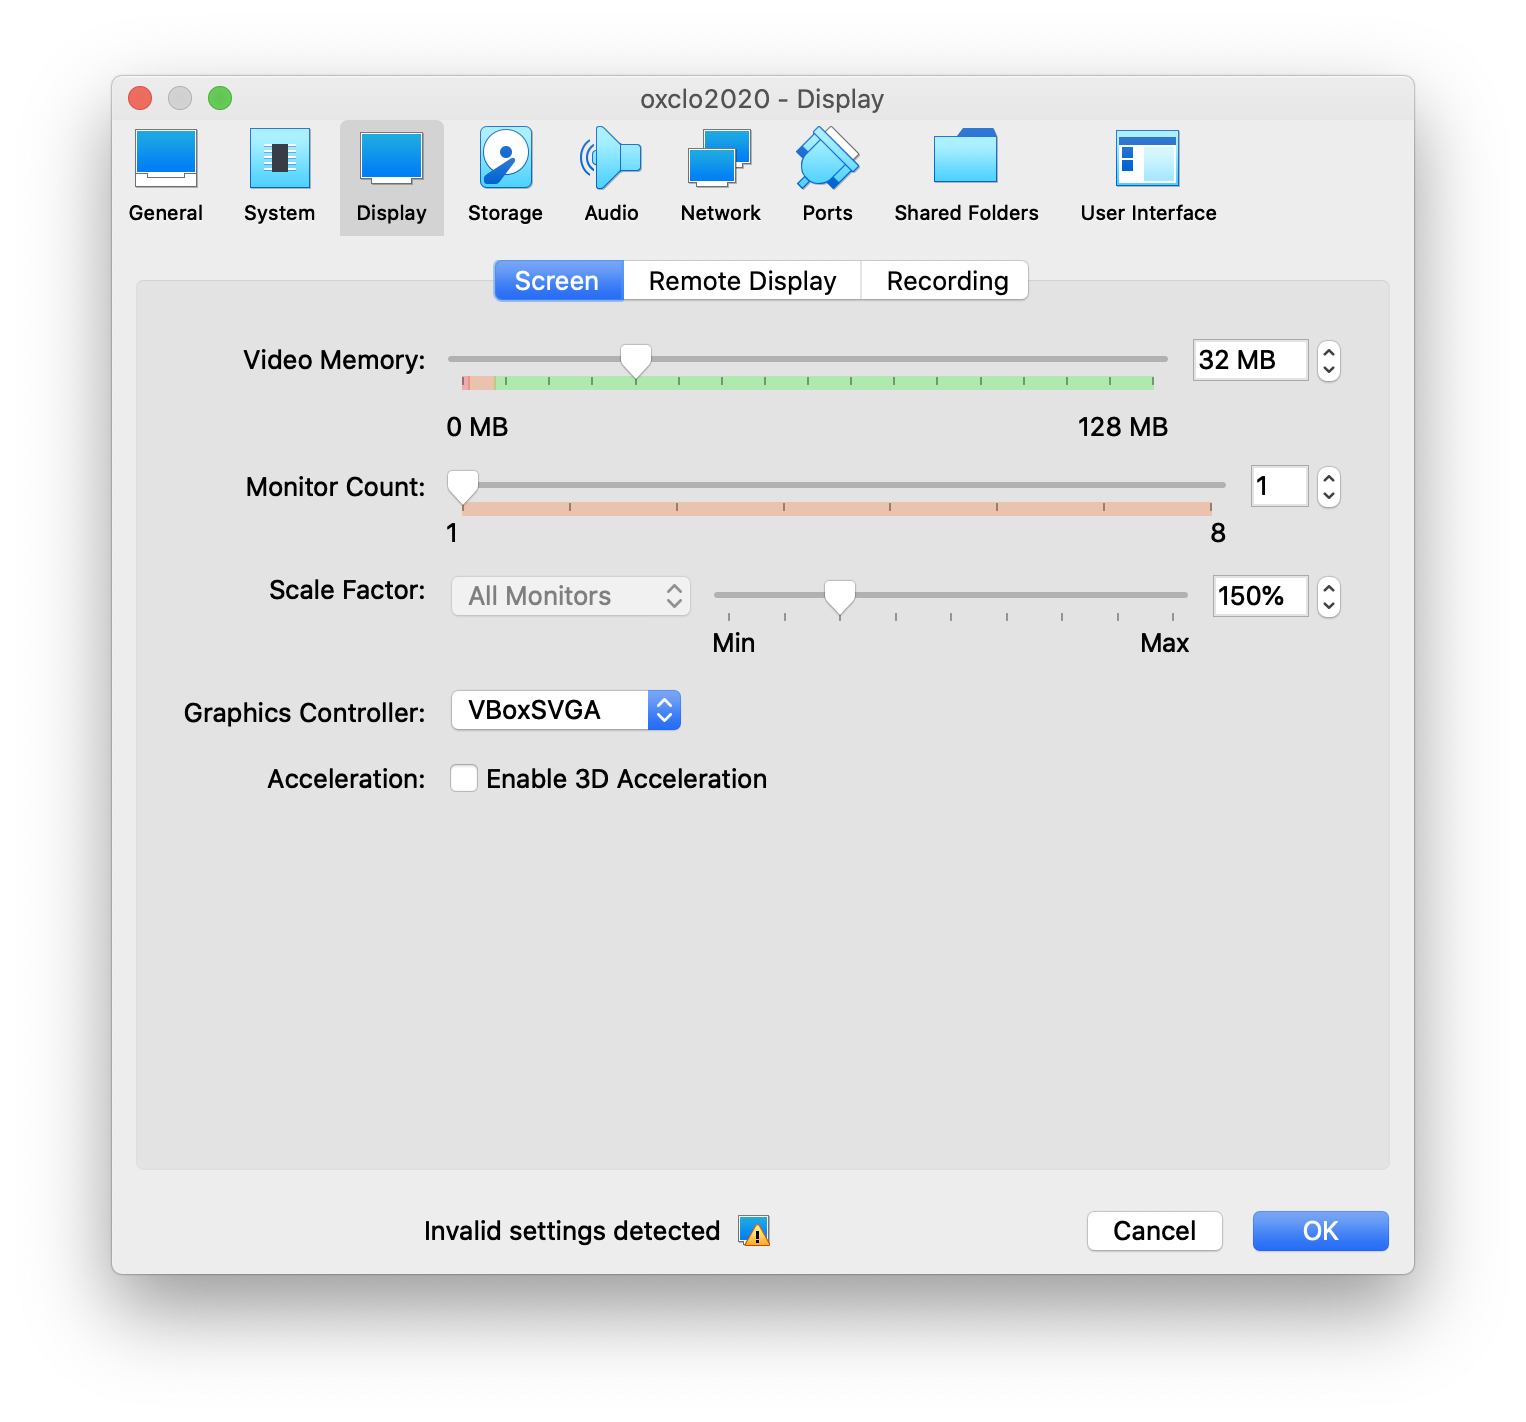 oxclo2020 - Display
General System Display Storage Audio Network Ports Shared Folders User Interface
Screen Remote Display Recording
Video Memory: 32 MB
0 MB 128 MB
Monitor Count: 1
1 8
Scale Factor: All Monitors 150%
Min Max
Graphics Controller: VBoxSVGA
Acceleration: Enable 3D Acceleration
Invalid settings detected Cancel OK